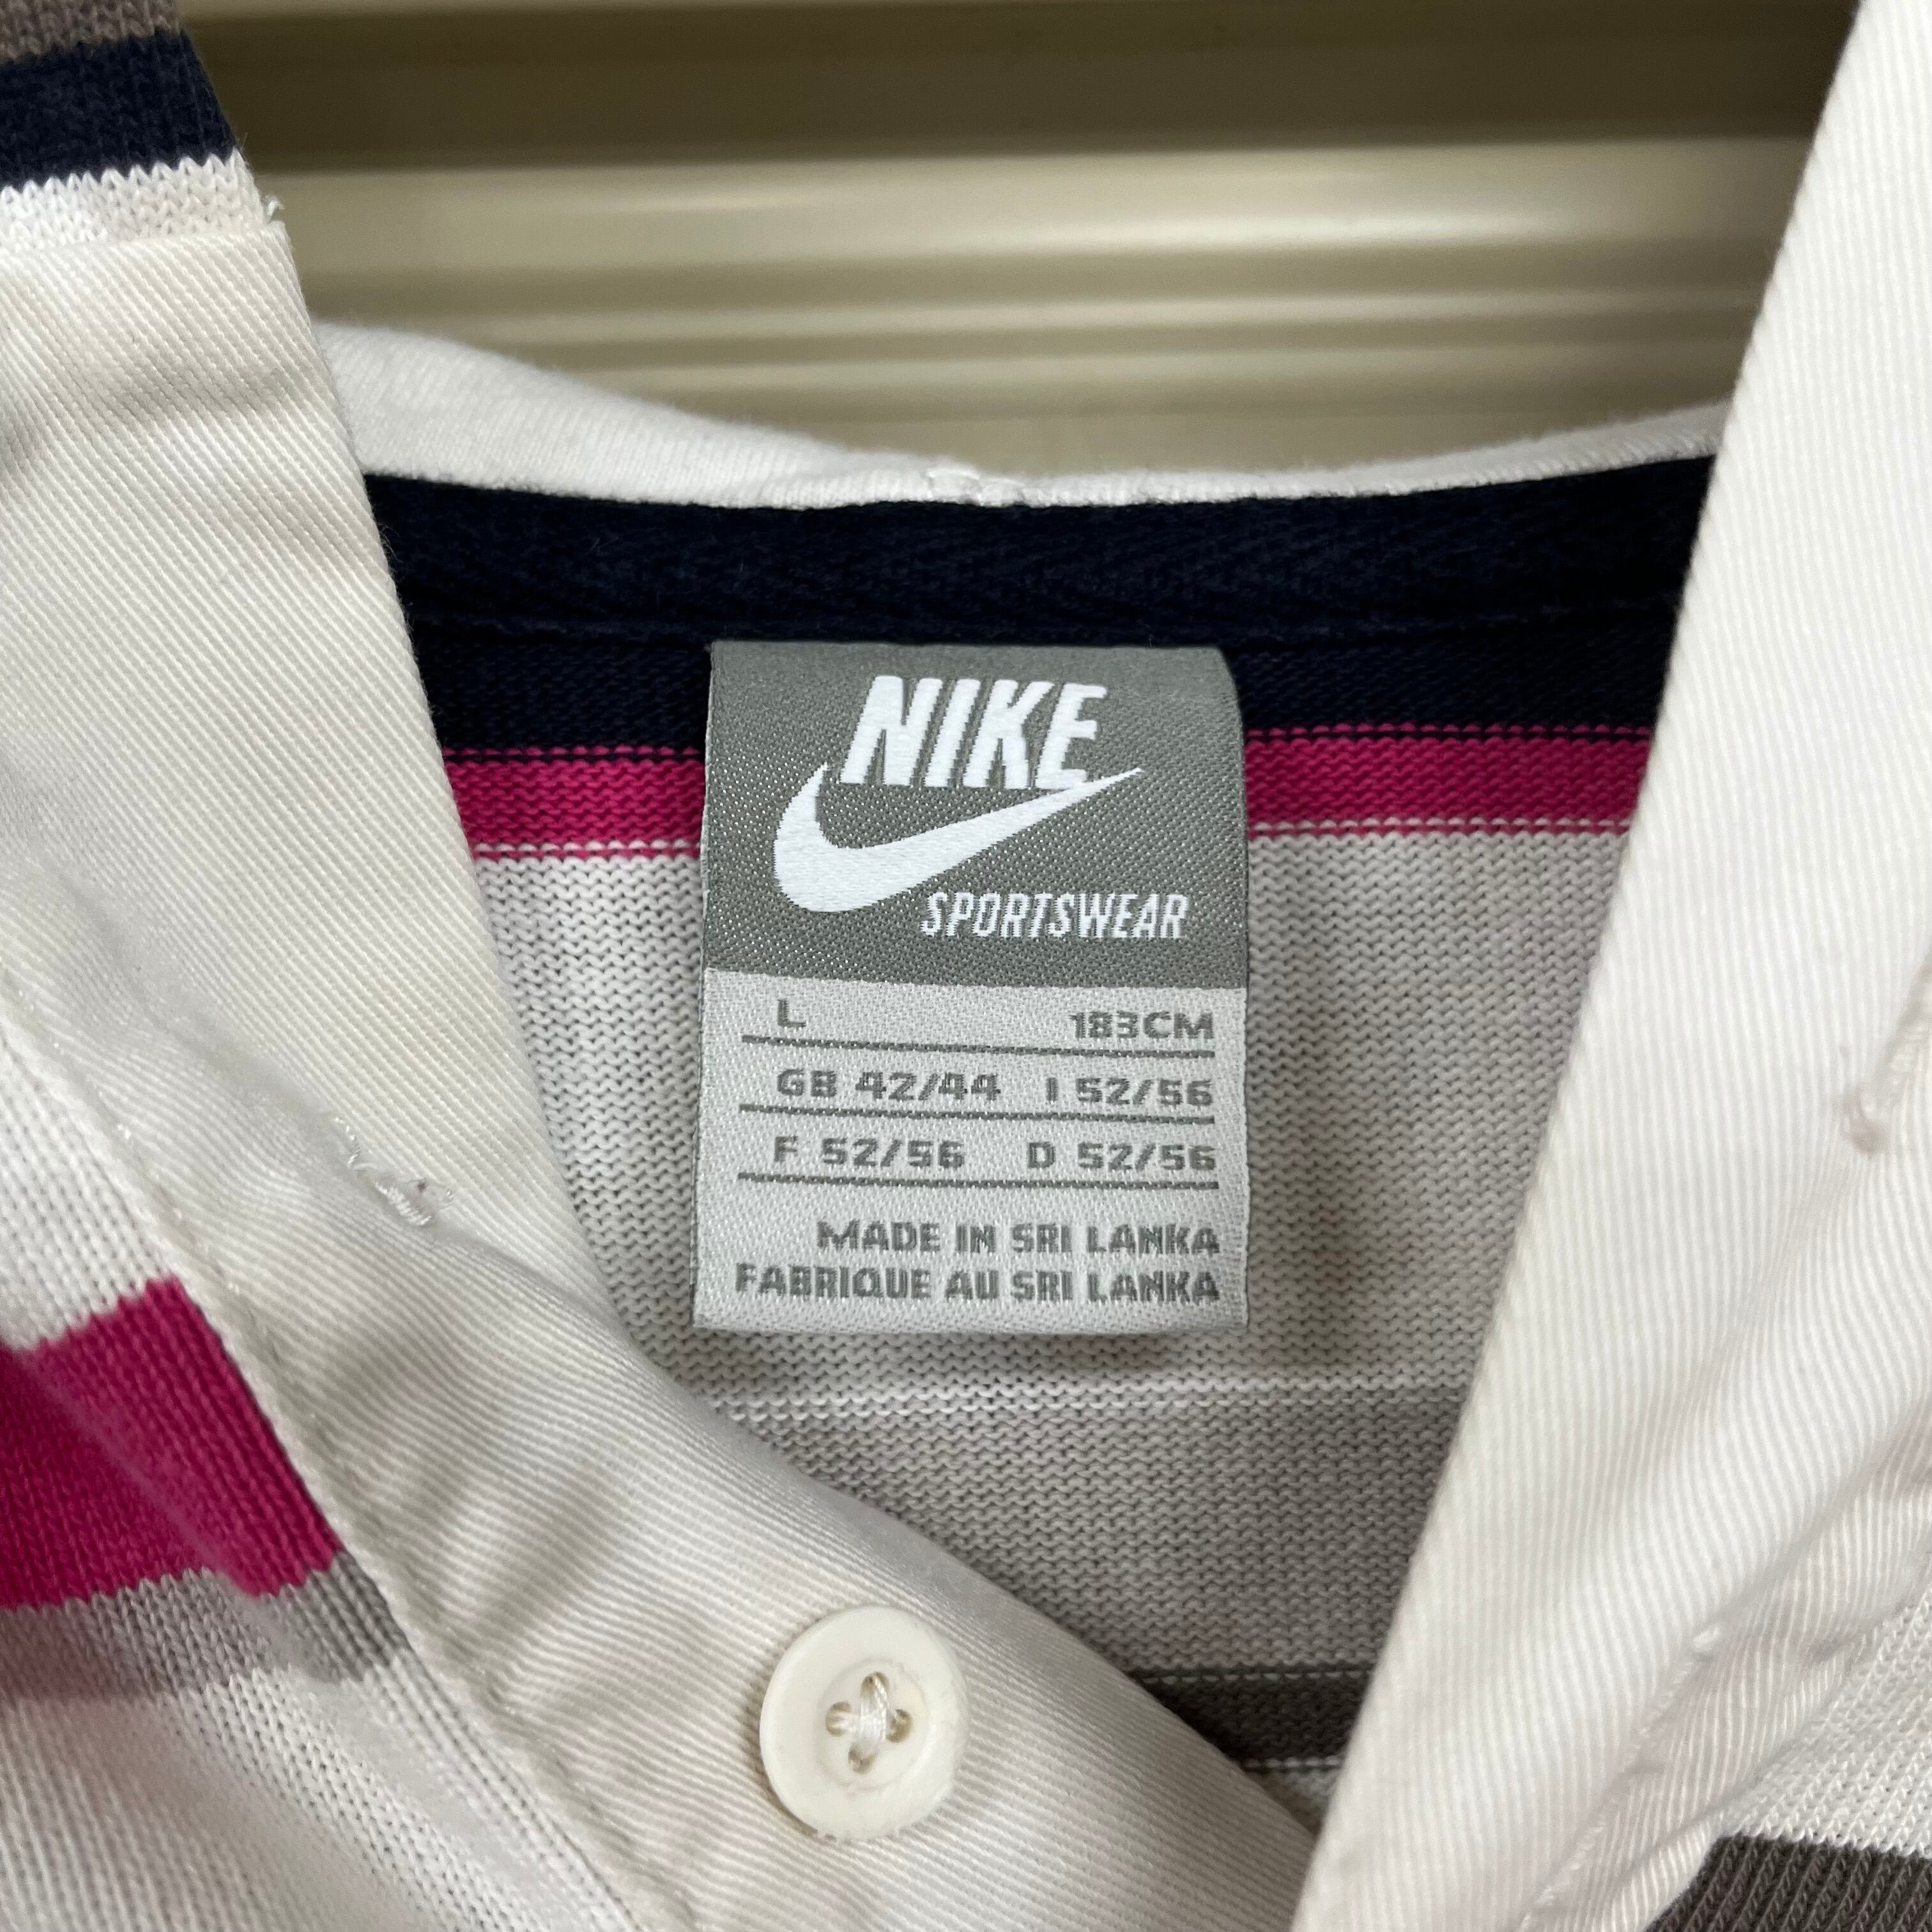 NIKE
SPORTSWEAR
L 183CM
GB 42/44 I 52/56
F 52/56 D 52/56
MADE IN SRI LANKA
FABRIQUE AU SRI LANKA